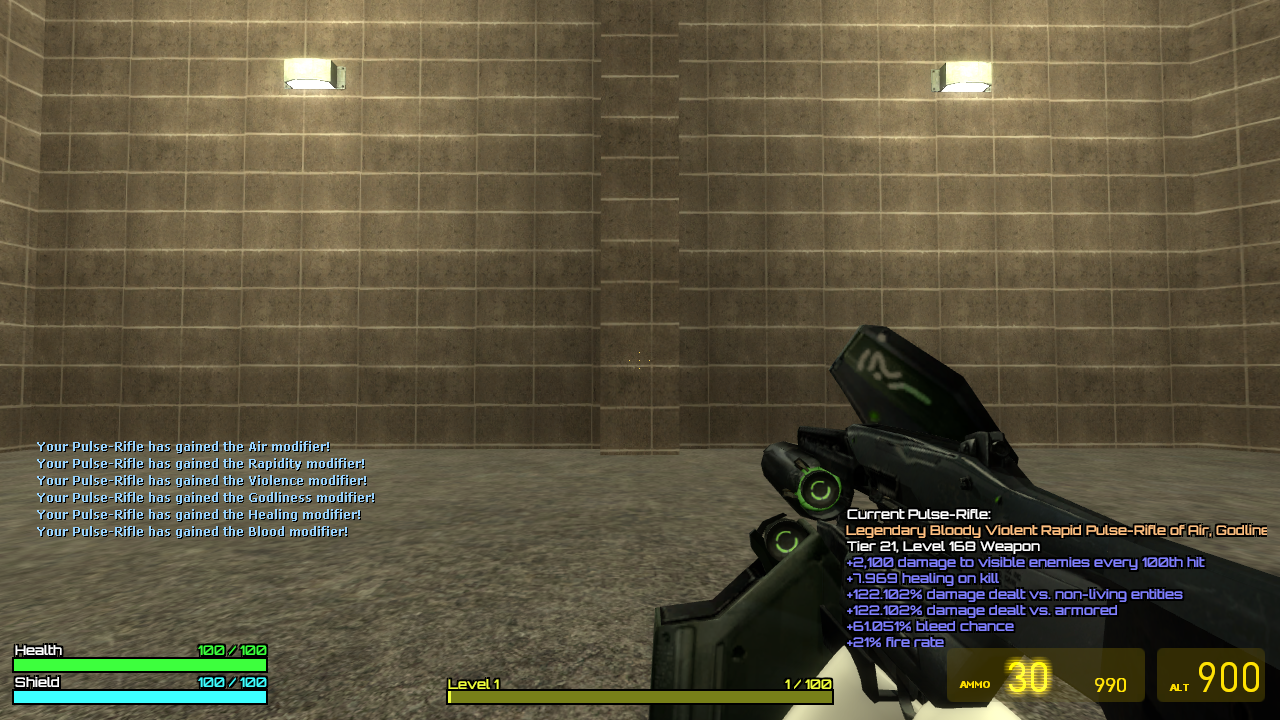 Your Pulse-Rifle has gained the Air modifier!
Your Pulse-Rifle has gained the Rapidity modifier!
Your Pulse-Rifle has gained the Violence modifier!
Your Pulse-Rifle has gained the Godliness modifier!
Your Pulse-Rifle has gained the Healing modifier!
Your Pulse-Rifle has gained the Blood modifier!
Current Pulse-Rifle:
Legendary Bloody Violent Rapid Pulse-Rifle of Air, Godline
Tier 21, Level 168 Weapon
+2,100 damage to visible enemies every 100th hit
+7.969 healing on kill
+122.102% damage dealt vs. non-living entities
+122.102% damage dealt vs. armored
+61.051% bleed chance
+21% fire rate
Health 100 / 100
Shield 100 / 100
Level 1 1 / 100
AMMO 30 990
ALT 900